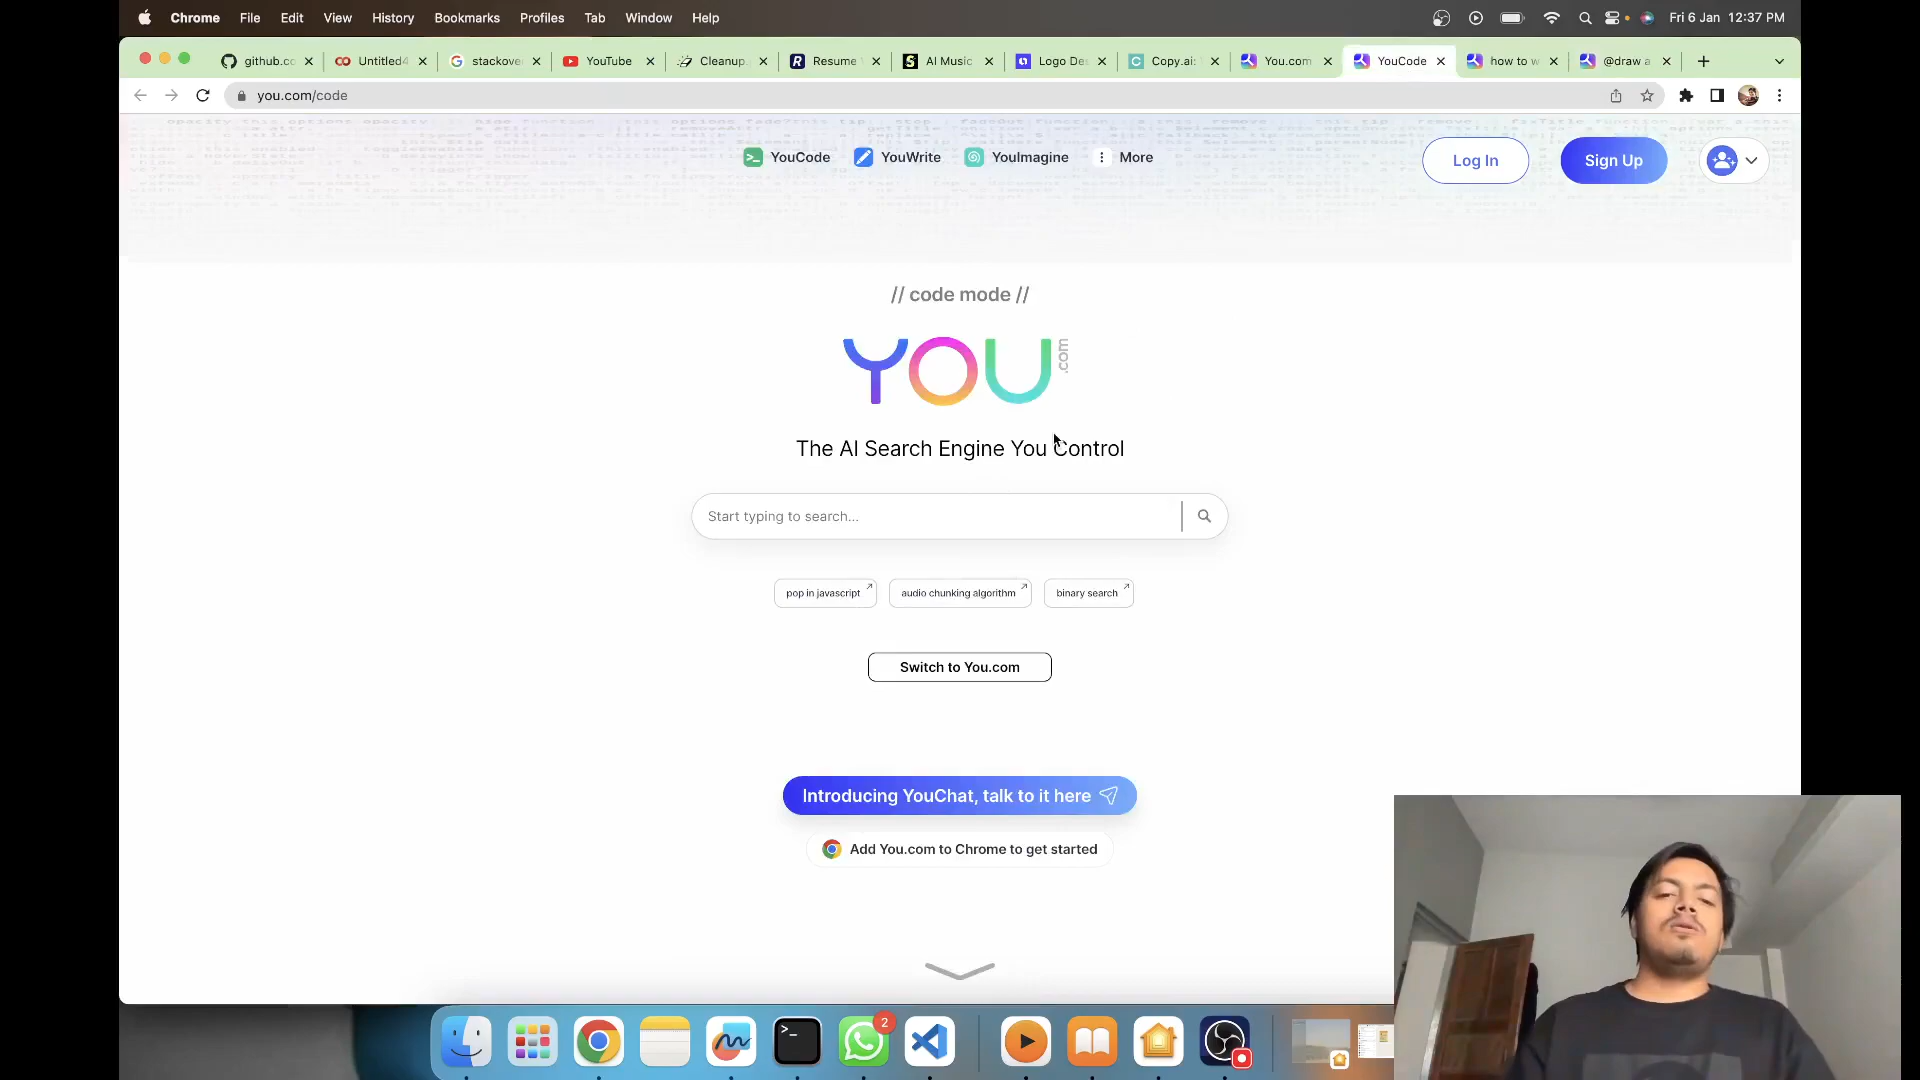 Chrome File Edit View History Bookmarks Profiles Tab Window Help Fri 6 Jan 12:37 PM
github.co Untitled4 stackove YouTube Cleanup. Resume AI Music Logo De Copy.ai: You.com YouCode how to w @draw a
you.com/code
YouCode YouWrite YouImagine More Log In Sign Up
// code mode //
YOU.com
The AI Search Engine You Control
Start typing to search...
pop in javascript audio chunking algorithm binary search
Switch to You.com
Introducing YouChat, talk to it here
Add You.com to Chrome to get started
2